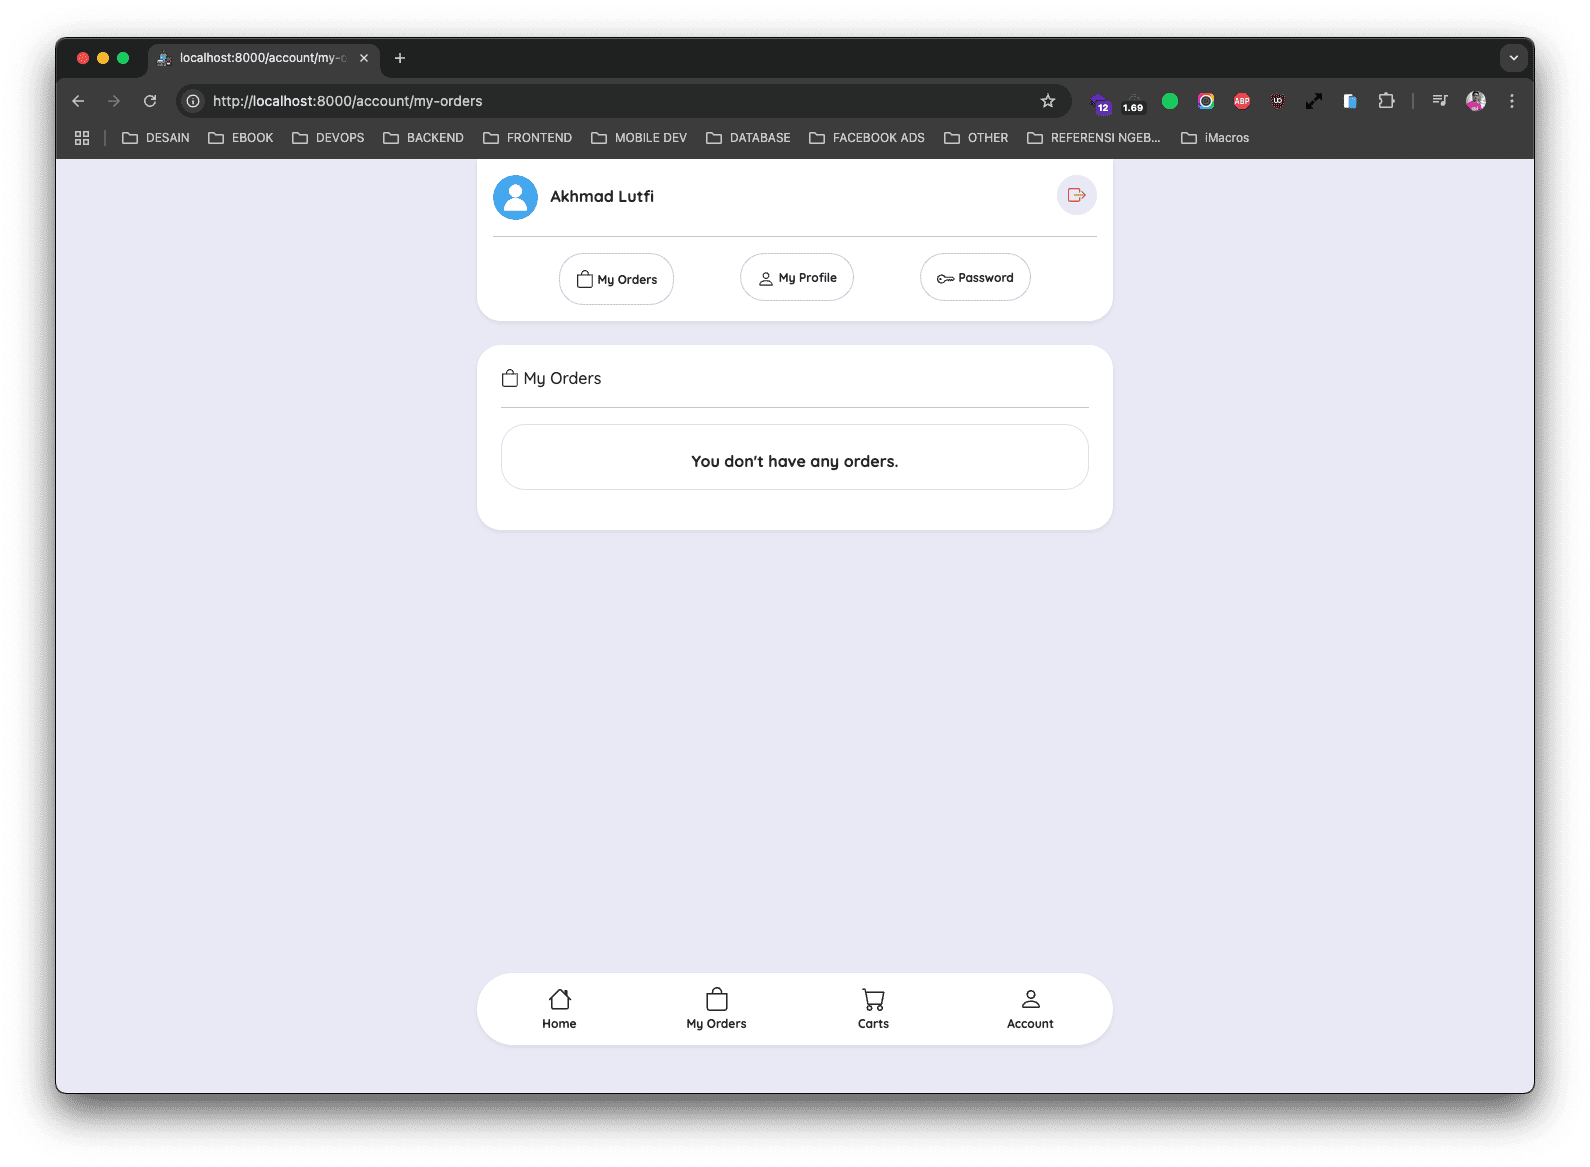 localhost:8000/account/my-o
http://localhost:8000/account/my-orders
12
1.69
ABP
DESAIN
EBOOK
DEVOPS
BACKEND
FRONTEND
MOBILE DEV
DATABASE
FACEBOOK ADS
OTHER
REFERENSI NGEB...
iMacros
Akhmad Lutfi
My Orders
My Profile
Password
My Orders
You don't have any orders.
Home
My Orders
Carts
Account